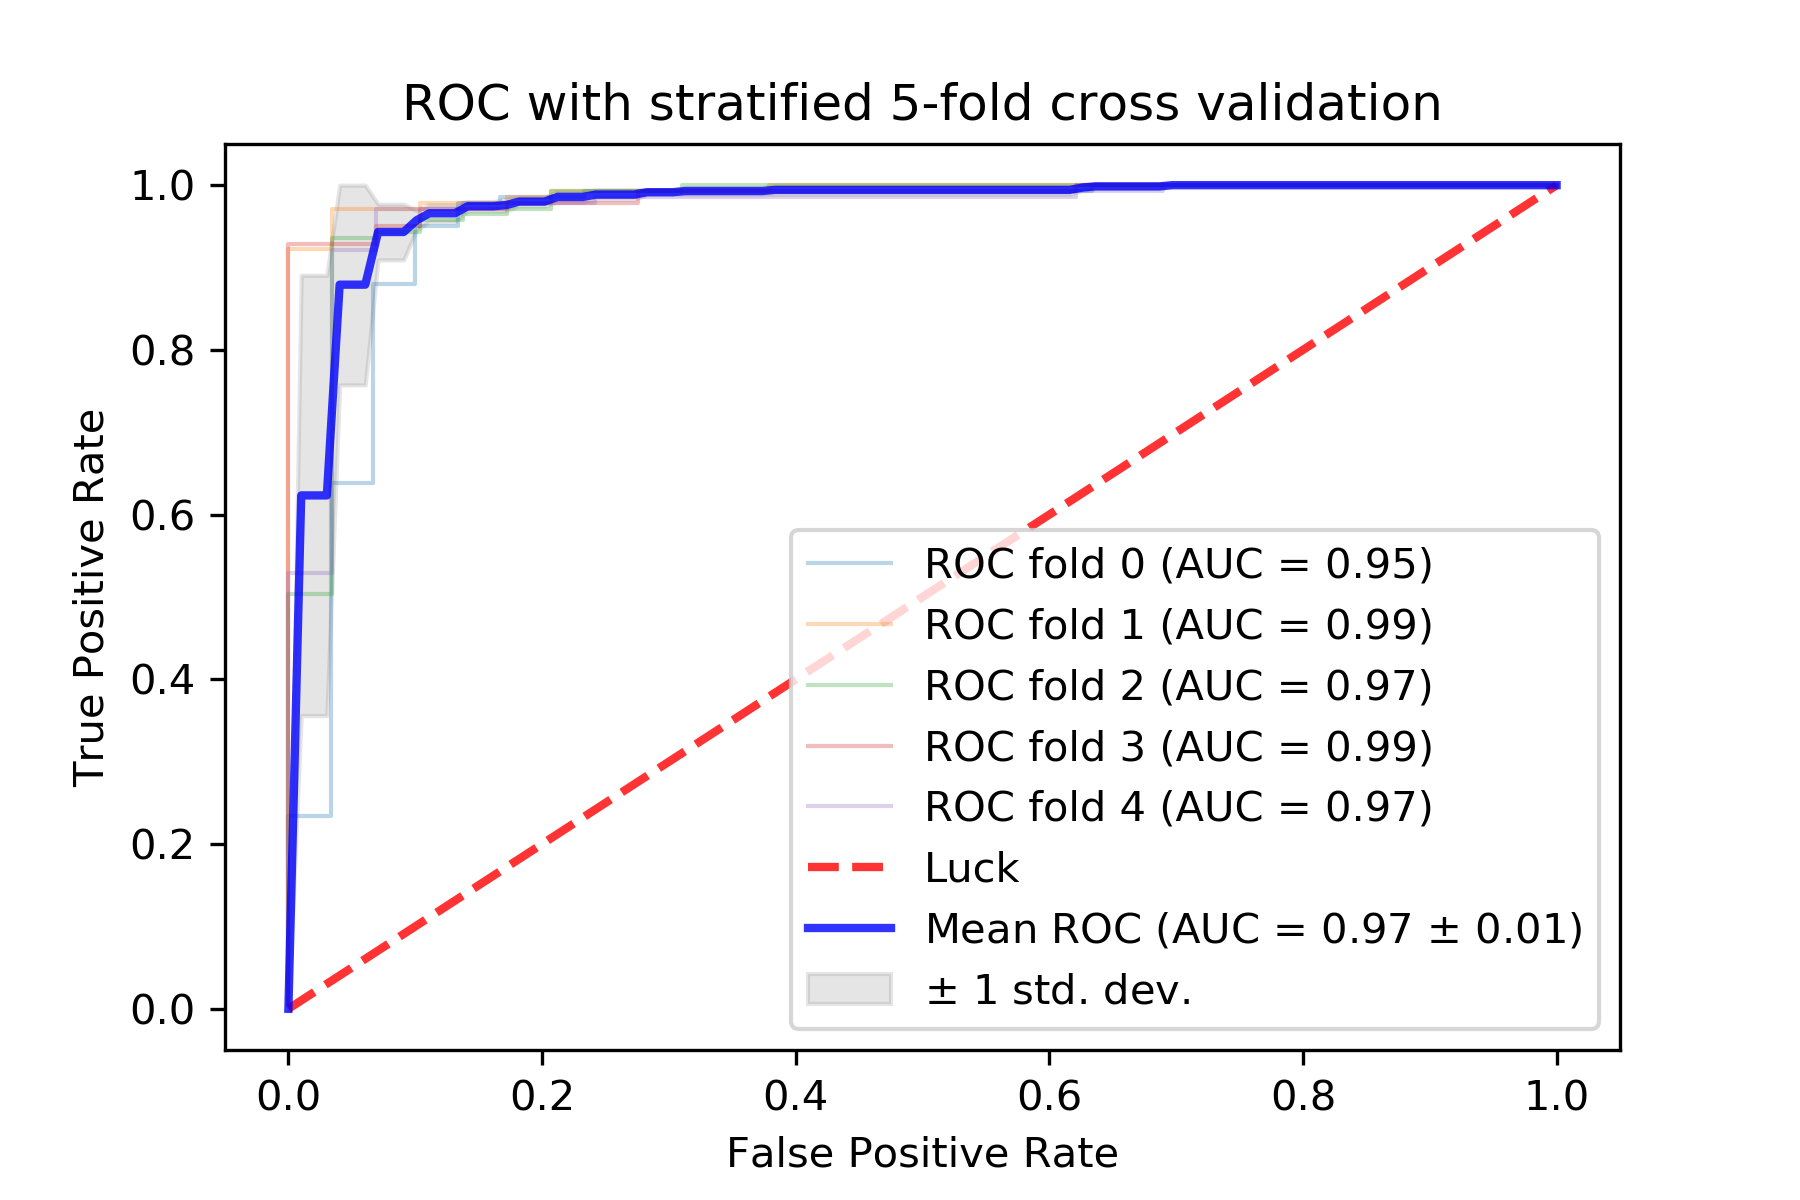 ROC with stratified 5-fold cross validation
True Positive Rate
1.0
0.8
0.6
0.4
0.2
0.0
ROC fold 0 (AUC = 0.95)
ROC fold 1 (AUC = 0.99)
ROC fold 2 (AUC = 0.97)
ROC fold 3 (AUC = 0.99)
ROC fold 4 (AUC = 0.97)
Luck
Mean ROC (AUC = 0.97 ± 0.01)
± 1 std. dev.
0.0 0.2 0.4 0.6 0.8 1.0
False Positive Rate